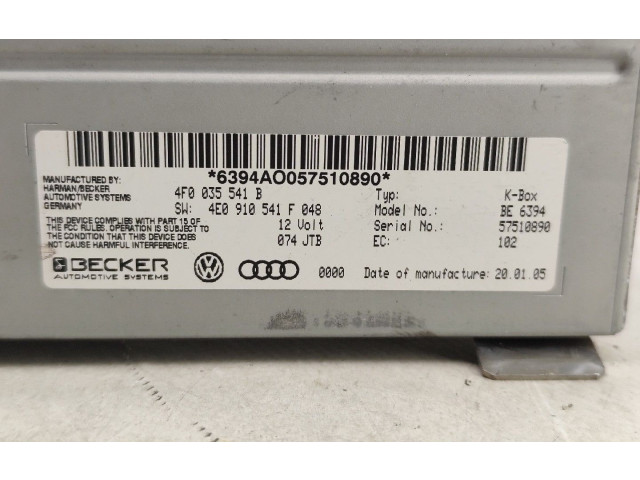 *6394AO057510890*
MANUFACTURED BY:
HARMAN/BECKER
AUTOMOTIVE SYSTEMS
GERMANY
4F0 035 541 B
SW: 4E0 910 541 F 048
12 Volt
074 JTB
THIS DEVICE COMPLIES WITH PART 15 OF
THE FCC RULES. OPERATION IS SUBJECT TO
THE CONDITION THAT THIS DEVICE DOES
NOT CAUSE HARMFUL INTERFERENCE
Typ: K-Box
Model No.: BE 6394
Serial No.: 57510890
EC: 102
BECKER
AUTOMOTIVE SYSTEMS
0000
Date of manufacture: 20.01.05